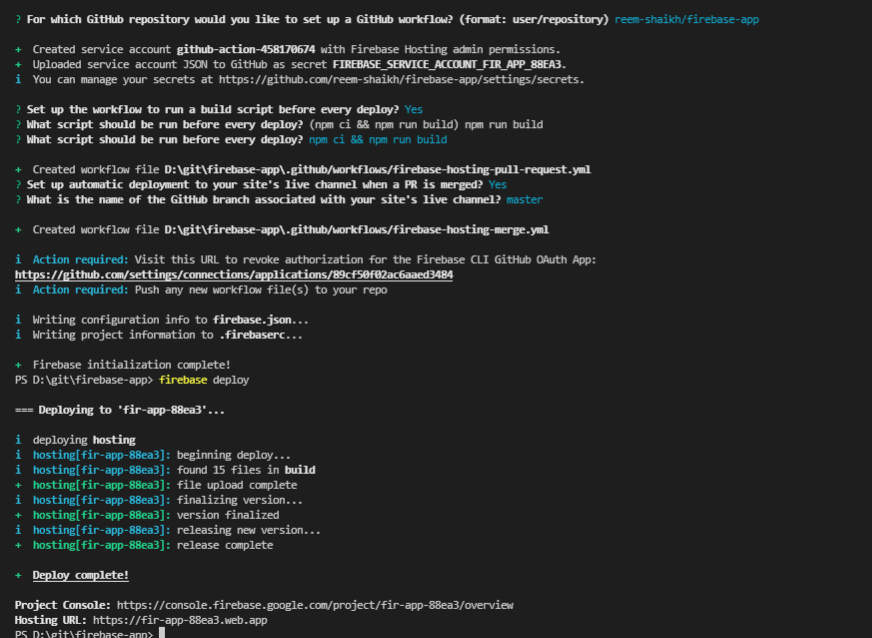 ? For which GitHub repository would you like to set up a GitHub workflow? (format: user/repository) reem-shaikh/firebase-app
+ Created service account github-action-458170674 with Firebase Hosting admin permissions.
+ Uploaded service account JSON to GitHub as secret FIREBASE_SERVICE_ACCOUNT_FIR_APP_88EA3.
i You can manage your secrets at https://github.com/reem-shaikh/firebase-app/settings/secrets.
? Set up the workflow to run a build script before every deploy? Yes
? What script should be run before every deploy? (npm ci && npm run build) npm run build
? What script should be run before every deploy? npm ci && npm run build
+ Created workflow file D:\git\firebase-app\.github/workflows/firebase-hosting-pull-request.yml
? Set up automatic deployment to your site's live channel when a PR is merged? Yes
? What is the name of the GitHub branch associated with your site's live channel? master
+ Created workflow file D:\git\firebase-app\.github/workflows/firebase-hosting-merge.yml
i Action required: Visit this URL to revoke authorization for the Firebase CLI GitHub OAuth App:
https://github.com/settings/connections/applications/89cf50f02ac6aaed3484
i Action required: Push any new workflow file(s) to your repo
i Writing configuration info to firebase.json...
i Writing project information to .firebaserc...
+ Firebase initialization complete!
PS D:\git\firebase-app> firebase deploy
=== Deploying to 'fir-app-88ea3'...
i deploying hosting
i hosting[fir-app-88ea3]: beginning deploy...
i hosting[fir-app-88ea3]: found 15 files in build
+ hosting[fir-app-88ea3]: file upload complete
i hosting[fir-app-88ea3]: finalizing version...
+ hosting[fir-app-88ea3]: version finalized
i hosting[fir-app-88ea3]: releasing new version...
+ hosting[fir-app-88ea3]: release complete
+ Deploy complete!
Project Console: https://console.firebase.google.com/project/fir-app-88ea3/overview
Hosting URL: https://fir-app-88ea3.web.app
PS D:\git\firebase-app>